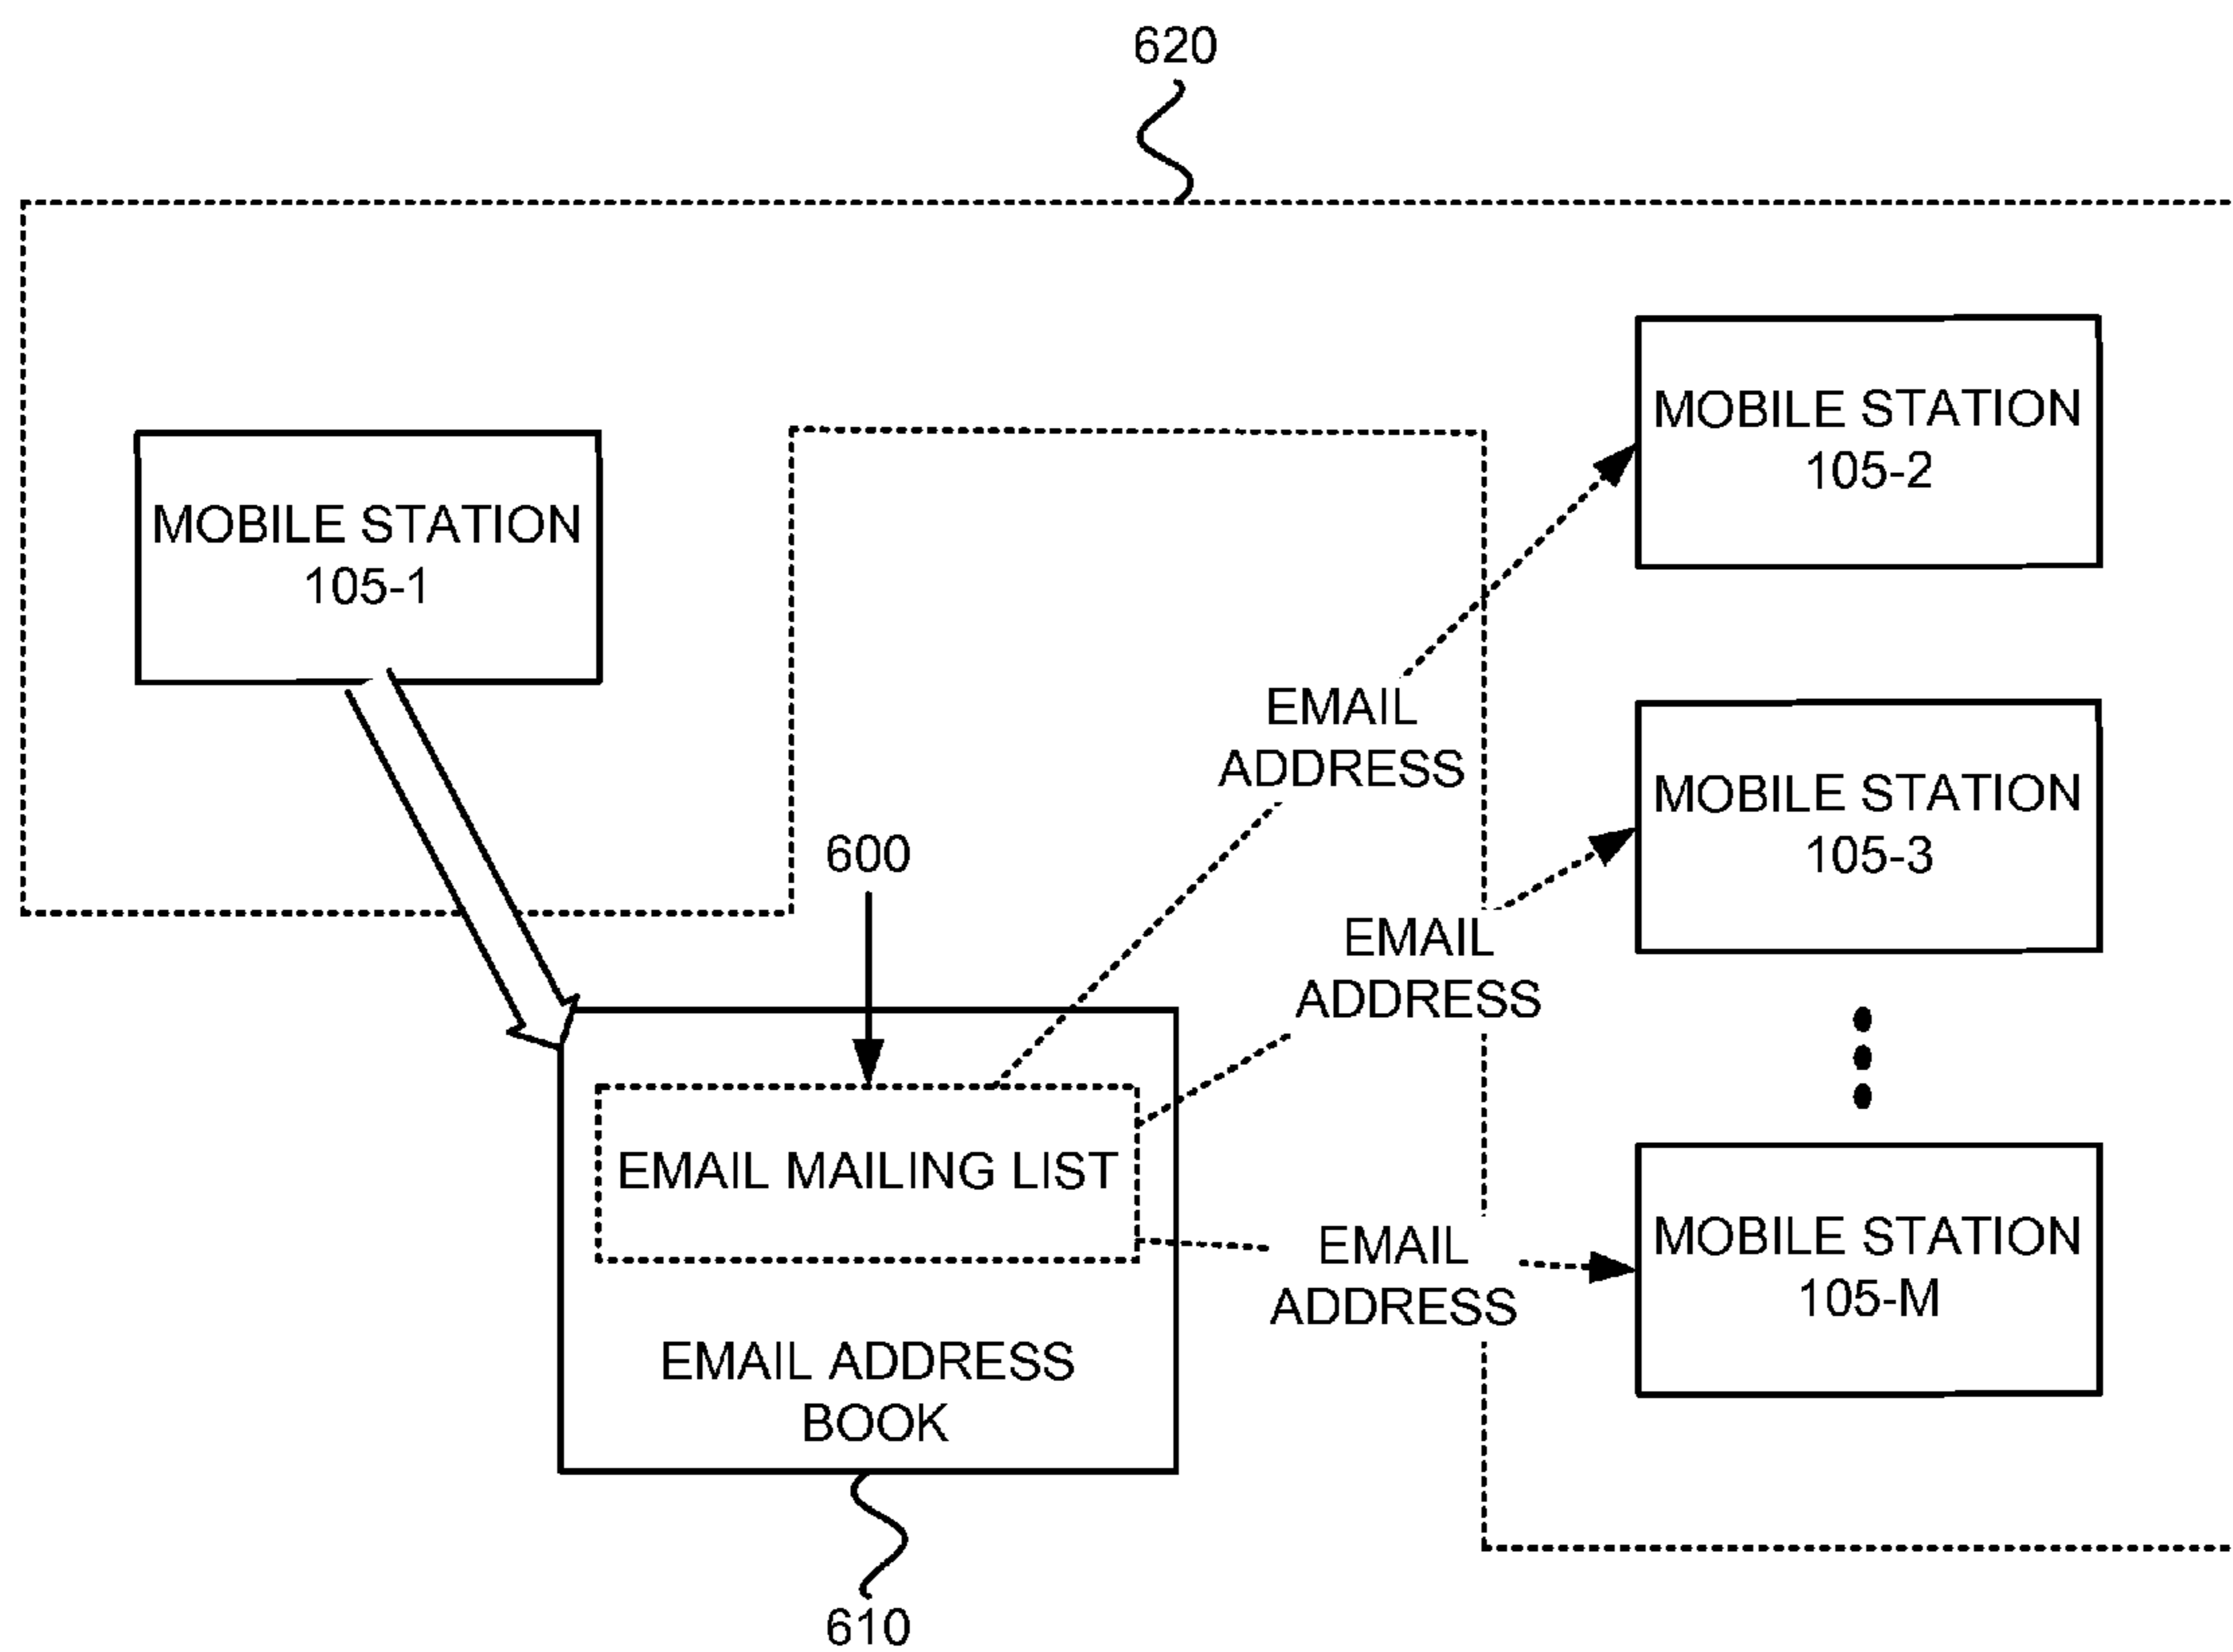 620
MOBILE STATION
105-2
MOBILE STATION
105-1
EMAIL
ADDRESS
MOBILE STATION
105-3
600
EMAIL
ADDRESS
EMAIL MAILING LIST
EMAIL
ADDRESS
MOBILE STATION
105-M
EMAIL ADDRESS
BOOK
610